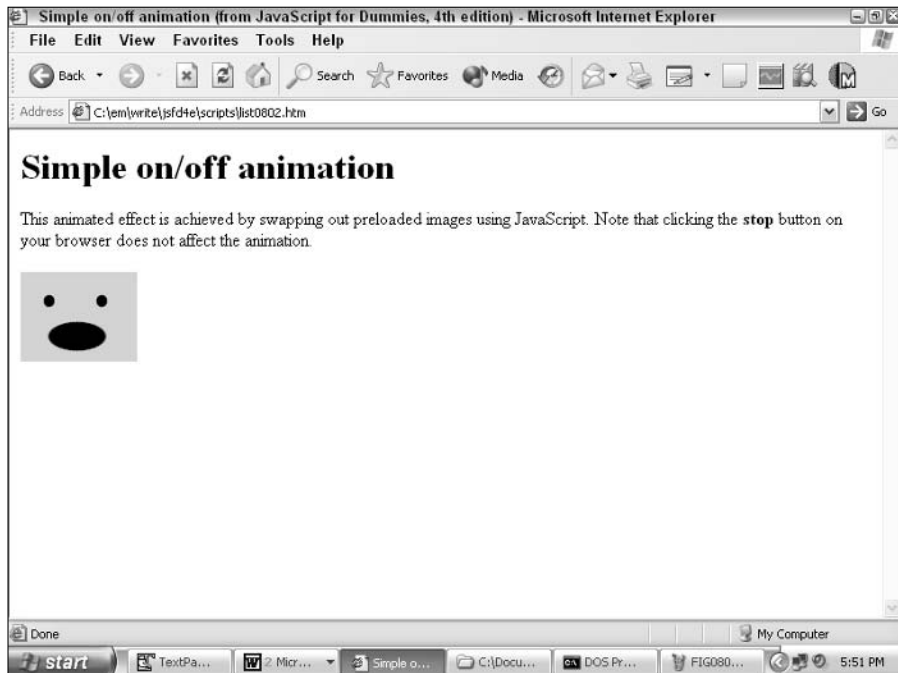 Simple on/off animation (from JavaScript for Dummies, 4th edition) - Microsoft Internet Explorer
File Edit View Favorites Tools Help
Back Search Favorites Media
Address C:\em\write\jsfd4e\scripts\list0802.htm Go
Simple on/off animation
This animated effect is achieved by swapping out preloaded images using JavaScript. Note that clicking the stop button on
your browser does not affect the animation.
Done My Computer
start TextPa... 2 Micr... Simple o... C:\Docu... DOS Pr... FIG080... 5:51 PM